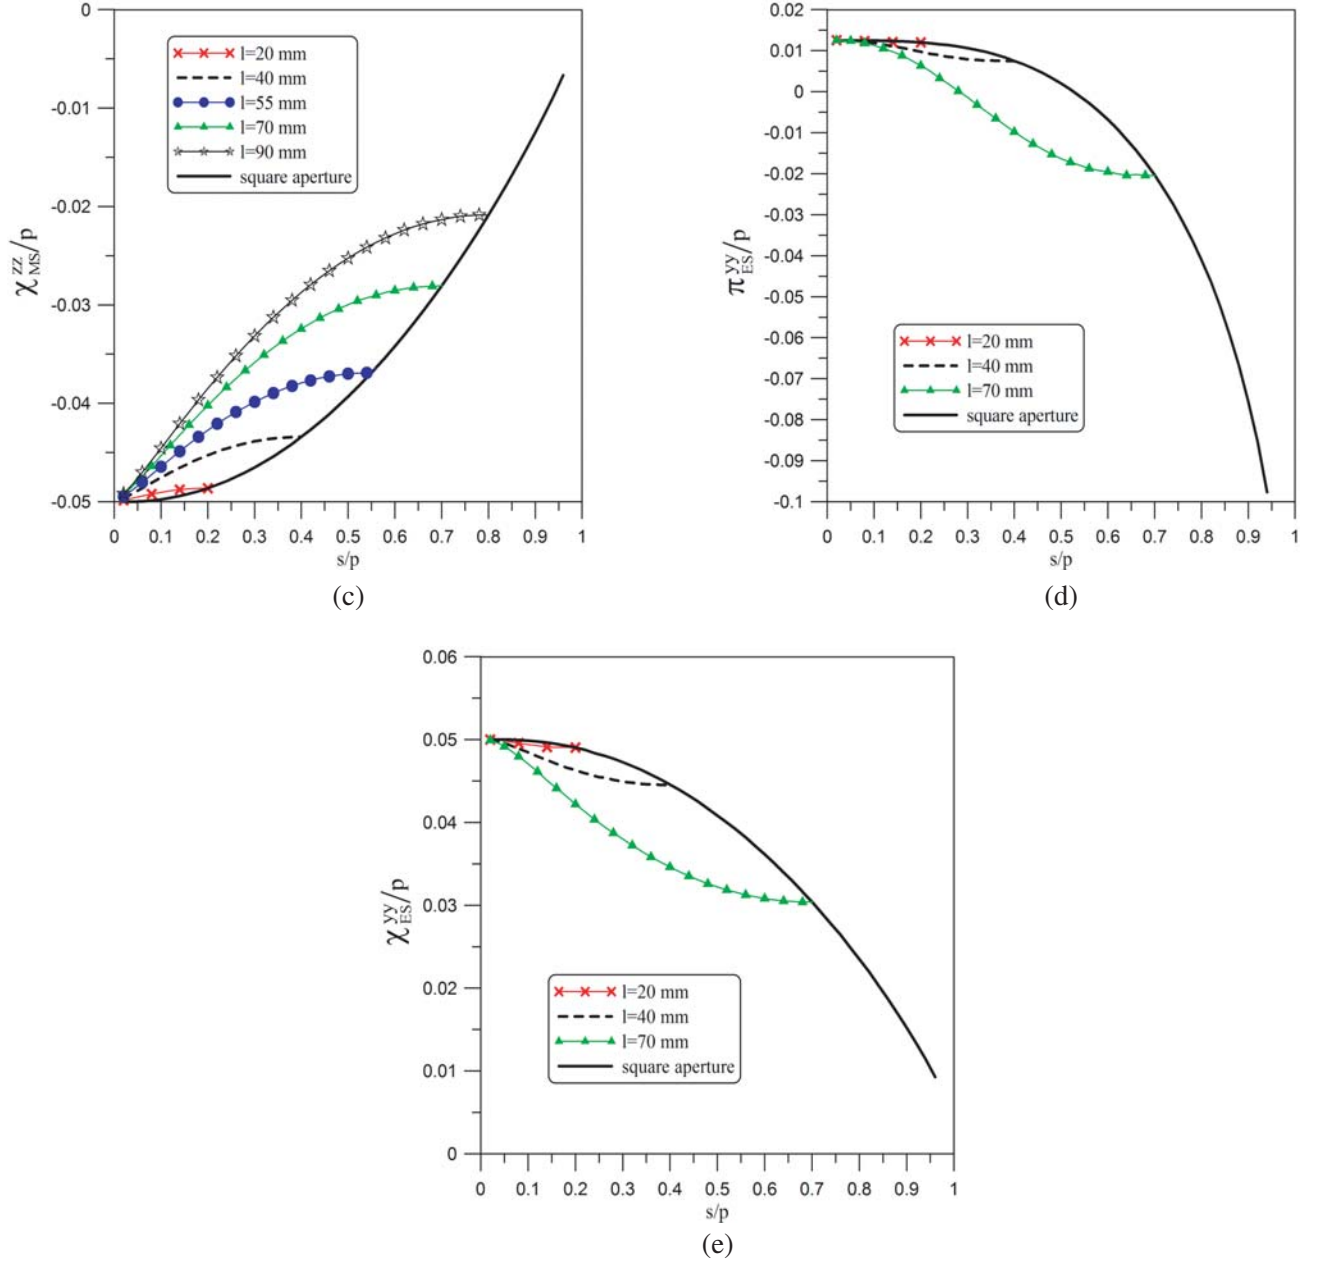 0
-0.01
-0.02
-0.03
-0.04
-0.05
χ^{zz}_{MS}/p
l=20 mm
l=40 mm
l=55 mm
l=70 mm
l=90 mm
square aperture
0 0.1 0.2 0.3 0.4 0.5 0.6 0.7 0.8 0.9 1
s/p
(c)
0.02
0.01
0
-0.01
-0.02
-0.03
-0.04
-0.05
-0.06
-0.07
-0.08
-0.09
-0.1
π^{yy}_{ES}/p
l=20 mm
l=40 mm
l=70 mm
square aperture
0 0.1 0.2 0.3 0.4 0.5 0.6 0.7 0.8 0.9 1
s/p
(d)
0.06
0.05
0.04
0.03
0.02
0.01
0
χ^{yy}_{ES}/p
l=20 mm
l=40 mm
l=70 mm
square aperture
0 0.1 0.2 0.3 0.4 0.5 0.6 0.7 0.8 0.9 1
s/p
(e)